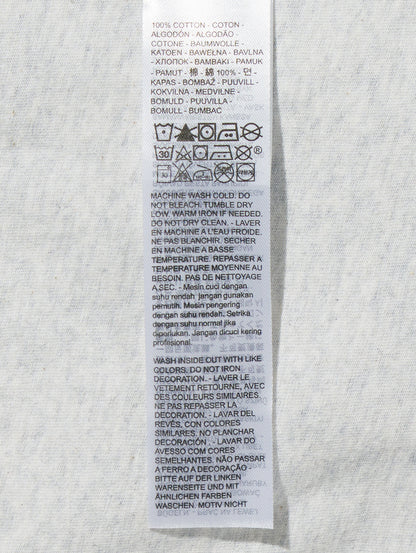 100% COTTON - COTON -
ALGODÓN - ALGODÃO -
COTONE - BAUMWOLLE -
KATOEN - BAWEŁNA - BAVLNA
- ХЛОПОК - BAMBAKI - PAMUK
- PAMUT - 棉 - 綿 100% - 면 -
KAPAS - BOMBAŽ - PUUVILL -
KOKVILNA - MEDVILNE -
BOMULD - PUUVILLA -
BOMULL - BUMBAC
30
MACHINE WASH COLD. DO
NOT BLEACH. TUMBLE DRY
LOW. WARM IRON IF NEEDED.
DO NOT DRY CLEAN. - LAVER
EN MACHINE A L'EAU FROIDE.
NE PAS BLANCHIR. SECHER
EN MACHINE A BASSE
TEMPERATURE. REPASSER A
TEMPERATURE MOYENNE AU
BESOIN. PAS DE NETTOYAGE
A SEC. - Mesin cuci dengan
suhu rendah. jangan gunakan
pemutih. Mesin pengering
dengan suhu rendah. Setrika
dengan suhu normal jika
diperlukan. Jangan dicuci kering
profesional.
WASH INSIDE OUT WITH LIKE
COLORS. DO NOT IRON
DECORATION. - LAVER LE
VETEMENT RETOURNE, AVEC
DES COULEURS SIMILAIRES.
NE PAS REPASSER LA
DECORATION. - LAVAR DEL
REVÉS, CON COLORES
SIMILARES. NO PLANCHAR
DECORACIÓN ; - LAVAR DO
AVESSO COM CORES
SEMELHANTES. NÃO PASSAR
A FERRO A DECORAÇÃO -
BITTE AUF DER LINKEN
WARENSEITE UND MIT
ÄHNLICHEN FARBEN
WASCHEN. MOTIV NICHT